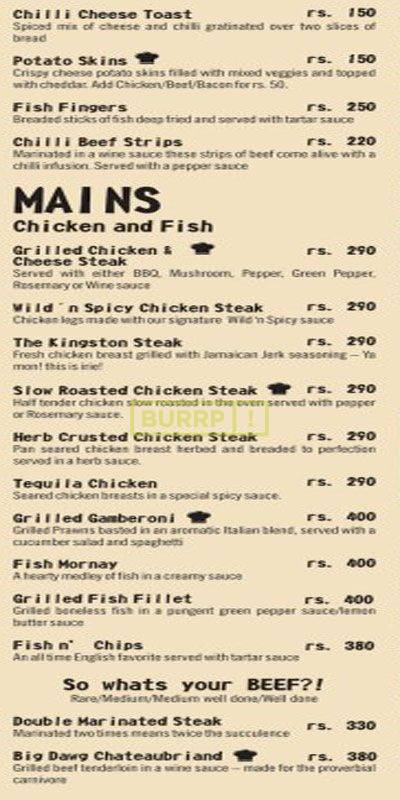 Chilli Cheese Toast rs. 150
Spiced mix of cheese and chilli gratinated over two slices of
bread
Potato Skins rs. 150
Crispy cheese potato skins filled with mixed veggies and topped
with cheddar. Add Chicken/Beef/Bacon for rs. 50.
Fish Fingers rs. 250
Breaded sticks of fish deep fried and served with tartar sauce
Chilli Beef Strips rs. 220
Marinated in a wine sauce these strips of beef come alive with a
chilli infusion. Served with a pepper sauce
MAINS
Chicken and Fish
Grilled Chicken & rs. 290
Cheese Steak
Served with either BBQ, Mushroom, Pepper, Green Pepper,
Rosemary or Wine sauce
Wild 'n Spicy Chicken Steak rs. 290
Chicken legs made with our signature 'Wild 'n Spicy sauce
The Kingston Steak rs. 290
Fresh chicken breast grilled with Jamaican Jerk seasoning – Ya
mon! this is irie!
Slow Roasted Chicken Steak rs. 290
Half tender chicken slow roasted in the oven served with pepper
or Rosemary sauce.
BURRP !
Herb Crusted Chicken Steak rs. 290
Pan seared chicken breast herbed and breaded to perfection
served in a herb sauce.
Tequila Chicken rs. 290
Seared chicken breasts in a special spicy sauce.
Grilled Gamberoni rs. 400
Grilled Prawns basted in an aromatic Italian blend, served with a
cucumber salad and spaghetti
Fish Mornay rs. 400
A hearty medley of fish in a creamy sauce
Grilled Fish Fillet rs. 400
Grilled boneless fish in a pungent green pepper sauce/lemon
butter sauce
Fish n' Chips rs. 380
An all time English favorite served with tartar sauce
So whats your BEEF?!
Rare/Medium/Medium well done/Well done
Double Marinated Steak rs. 330
Marinated two times means twice the succulence
Big Dawg Chateaubriand rs. 380
Grilled beef tenderloin in a wine sauce – made for the proverbial
carnivore